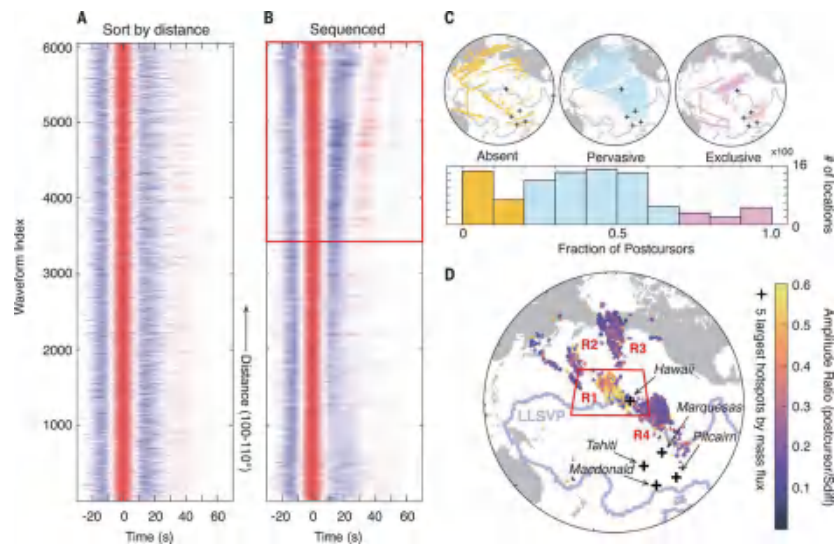 A
Sort by distance
6000
5000
4000
3000
2000
1000
Waveform Index
-20 0 20 40 60
Time (s)
Distance (100-110°)
B
Sequenced
-20 0 20 40 60
Time (s)
C
Absent
Pervasive
Exclusive
x100
16
0
# of locations
0
0.5
1.0
Fraction of Postcursors
D
R2
R3
R1
R4
LLSVP
Hawaii
Marquesas
Tahiti
Pitcairn
Macdonald
5 largest hotspots by mass flux
0.6
0.5
0.4
0.3
0.2
0.1
Amplitude Ratio (postcursor/Sdiff)